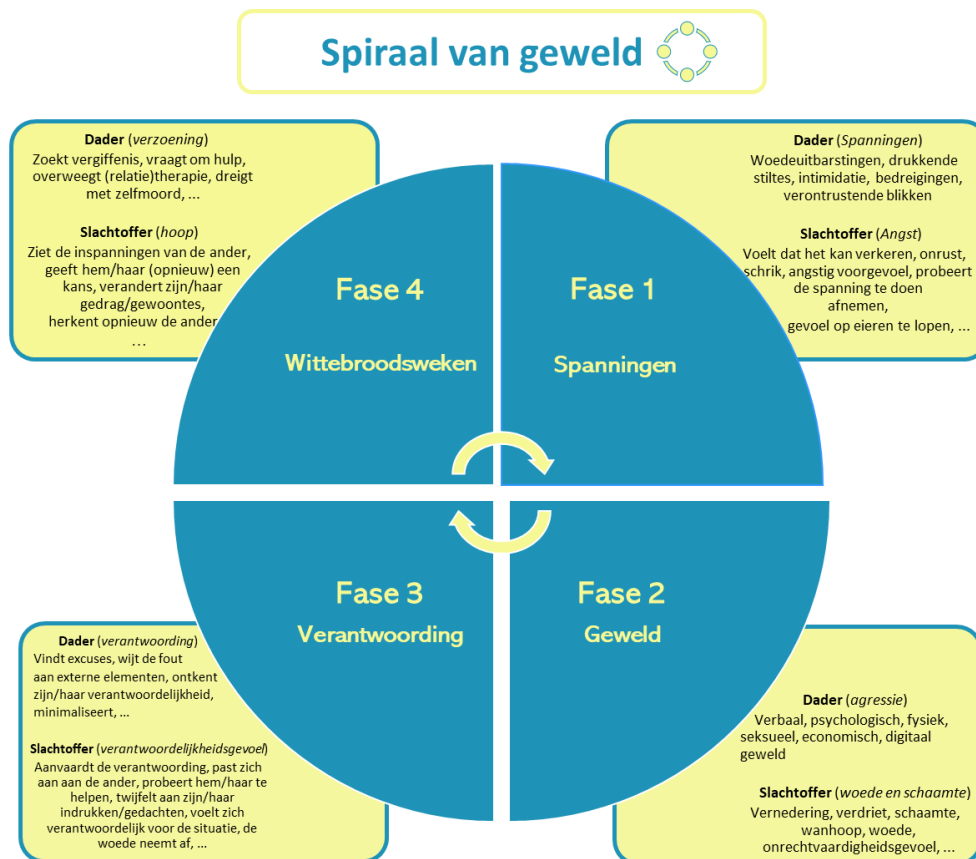 Spiraal van geweld
Dader (verzoening)
Zoekt vergiffenis, vraagt om hulp,
overweegt (relatie)therapie, dreigt
met zelfmoord, ...
Slachtoffer (hoop)
Ziet de inspanningen van de ander,
geeft hem/haar (opnieuw) een
kans, verandert zijn/haar
gedrag/gewoontes,
herkent opnieuw de ander
...
Dader (Spanningen)
Woedeuitbarstingen, drukkende
stiltes, intimidatie, bedreigingen,
verontrustende blikken
Slachtoffer (Angst)
Voelt dat het kan verkeren, onrust,
schrik, angstig voorgevoel, probeert
de spanning te doen
afnemen,
gevoel op eieren te lopen, ...
Fase 4
Wittebroodsweken
Fase 1
Spanningen
Fase 3
Verantwoording
Fase 2
Geweld
Dader (verantwoording)
Vindt excuses, wijt de fout
aan externe elementen, ontkent
zijn/haar verantwoordelijkheid,
minimaliseert, ...
Slachtoffer (verantwoordelijkheidsgevoel)
Aanvaardt de verantwoording, past zich
aan aan de ander, probeert hem/haar te
helpen, twijfelt aan zijn/haar
indrukken/gedachten, voelt zich
verantwoordelijk voor de situatie, de
woede neemt af, ...
Dader (agressie)
Verbaal, psychologisch, fysiek,
seksueel, economisch, digitaal
geweld
Slachtoffer (woede en schaamte)
Vernedering, verdriet, schaamte,
wanhoop, woede,
onrechtvaardigheidsgevoel, ...